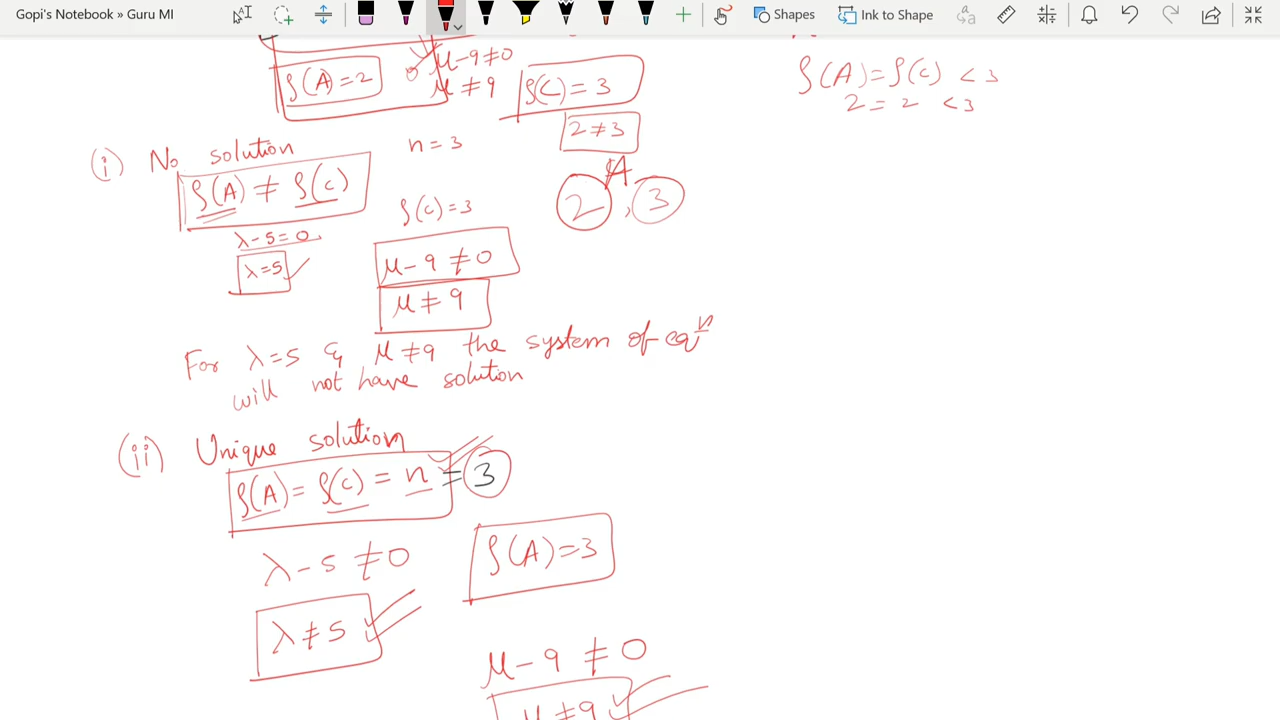 Gopi's Notebook » Guru MI
Shapes
Ink to Shape
ρ(A)=2
μ-9≠0
μ≠9
ρ(C)=3
2≠3
ρ(A)=ρ(C) <3
2 = 2 <3
(i) No solution
n=3
ρ(A) ≠ ρ(C)
λ-5=0
λ=5
ρ(C)=3
μ-9≠0
μ≠9
A
2, 3
For λ=5 & μ≠9 the system of eqⁿ
will not have solution
(ii) Unique solution
ρ(A)= ρ(C) = n = 3
λ-5≠0
ρ(A)=3
λ≠5
μ-9≠0
μ≠9